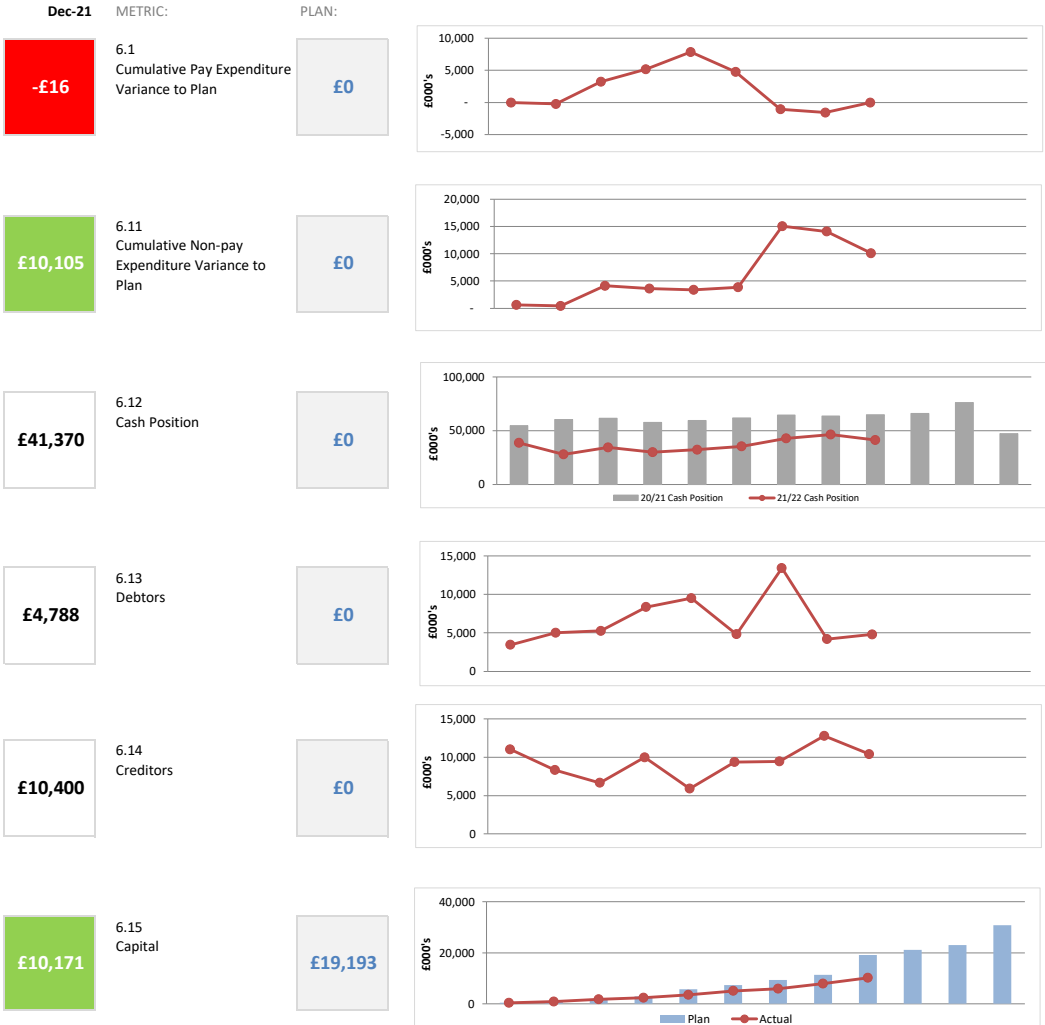 Dec-21 METRIC: PLAN:
-£16
6.1
Cumulative Pay Expenditure
Variance to Plan
£0
£000's
10,000
5,000
-
-5,000
£10,105
6.11
Cumulative Non-pay
Expenditure Variance to
Plan
£0
£000's
20,000
15,000
10,000
5,000
-
£41,370
6.12
Cash Position
£0
£000's
100,000
50,000
0
20/21 Cash Position 21/22 Cash Position
£4,788
6.13
Debtors
£0
£000's
15,000
10,000
5,000
0
£10,400
6.14
Creditors
£0
£000's
15,000
10,000
5,000
0
£10,171
6.15
Capital
£19,193
£000's
40,000
20,000
0
Plan Actual